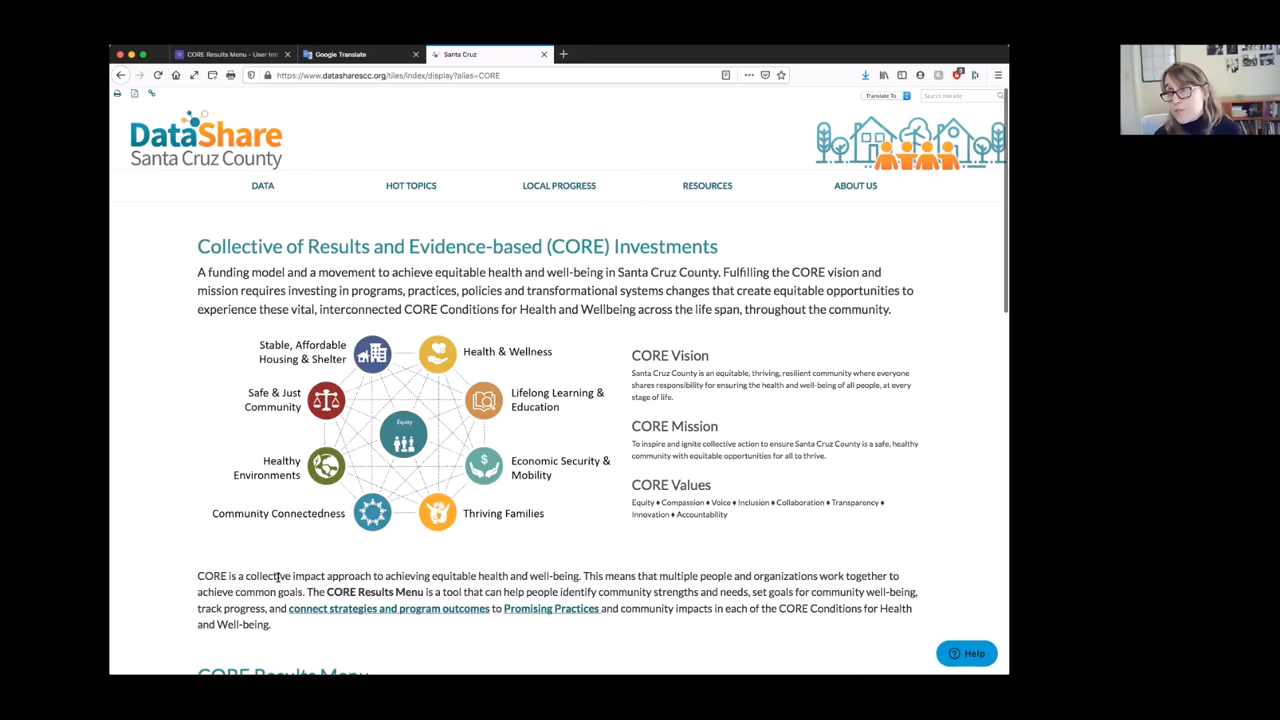 CORE Results Menu - User Int
Google Translate
Santa Cruz
https://www.datasharescc.org/tiles/index/display?alias=CORE
Translate To
Search this site
DataShare
Santa Cruz County
DATA
HOT TOPICS
LOCAL PROGRESS
RESOURCES
ABOUT US
Collective of Results and Evidence-based (CORE) Investments
A funding model and a movement to achieve equitable health and well-being in Santa Cruz County. Fulfilling the CORE vision and
mission requires investing in programs, practices, policies and transformational systems changes that create equitable opportunities to
experience these vital, interconnected CORE Conditions for Health and Wellbeing across the life span, throughout the community.
Stable, Affordable
Housing & Shelter
Health & Wellness
Safe & Just
Community
Lifelong Learning &
Education
Equity
Healthy
Environments
Economic Security &
Mobility
Community Connectedness
Thriving Families
CORE Vision
Santa Cruz County is an equitable, thriving, resilient community where everyone
shares responsibility for ensuring the health and well-being of all people, at every
stage of life.
CORE Mission
To inspire and ignite collective action to ensure Santa Cruz County is a safe, healthy
community with equitable opportunities for all to thrive.
CORE Values
Equity ♦ Compassion ♦ Voice ♦ Inclusion ♦ Collaboration ♦ Transparency ♦
Innovation ♦ Accountability
CORE is a collective impact approach to achieving equitable health and well-being. This means that multiple people and organizations work together to
achieve common goals. The CORE Results Menu is a tool that can help people identify community strengths and needs, set goals for community well-being,
track progress, and connect strategies and program outcomes to Promising Practices and community impacts in each of the CORE Conditions for Health
and Well-being.
CORE Results Menu
Help